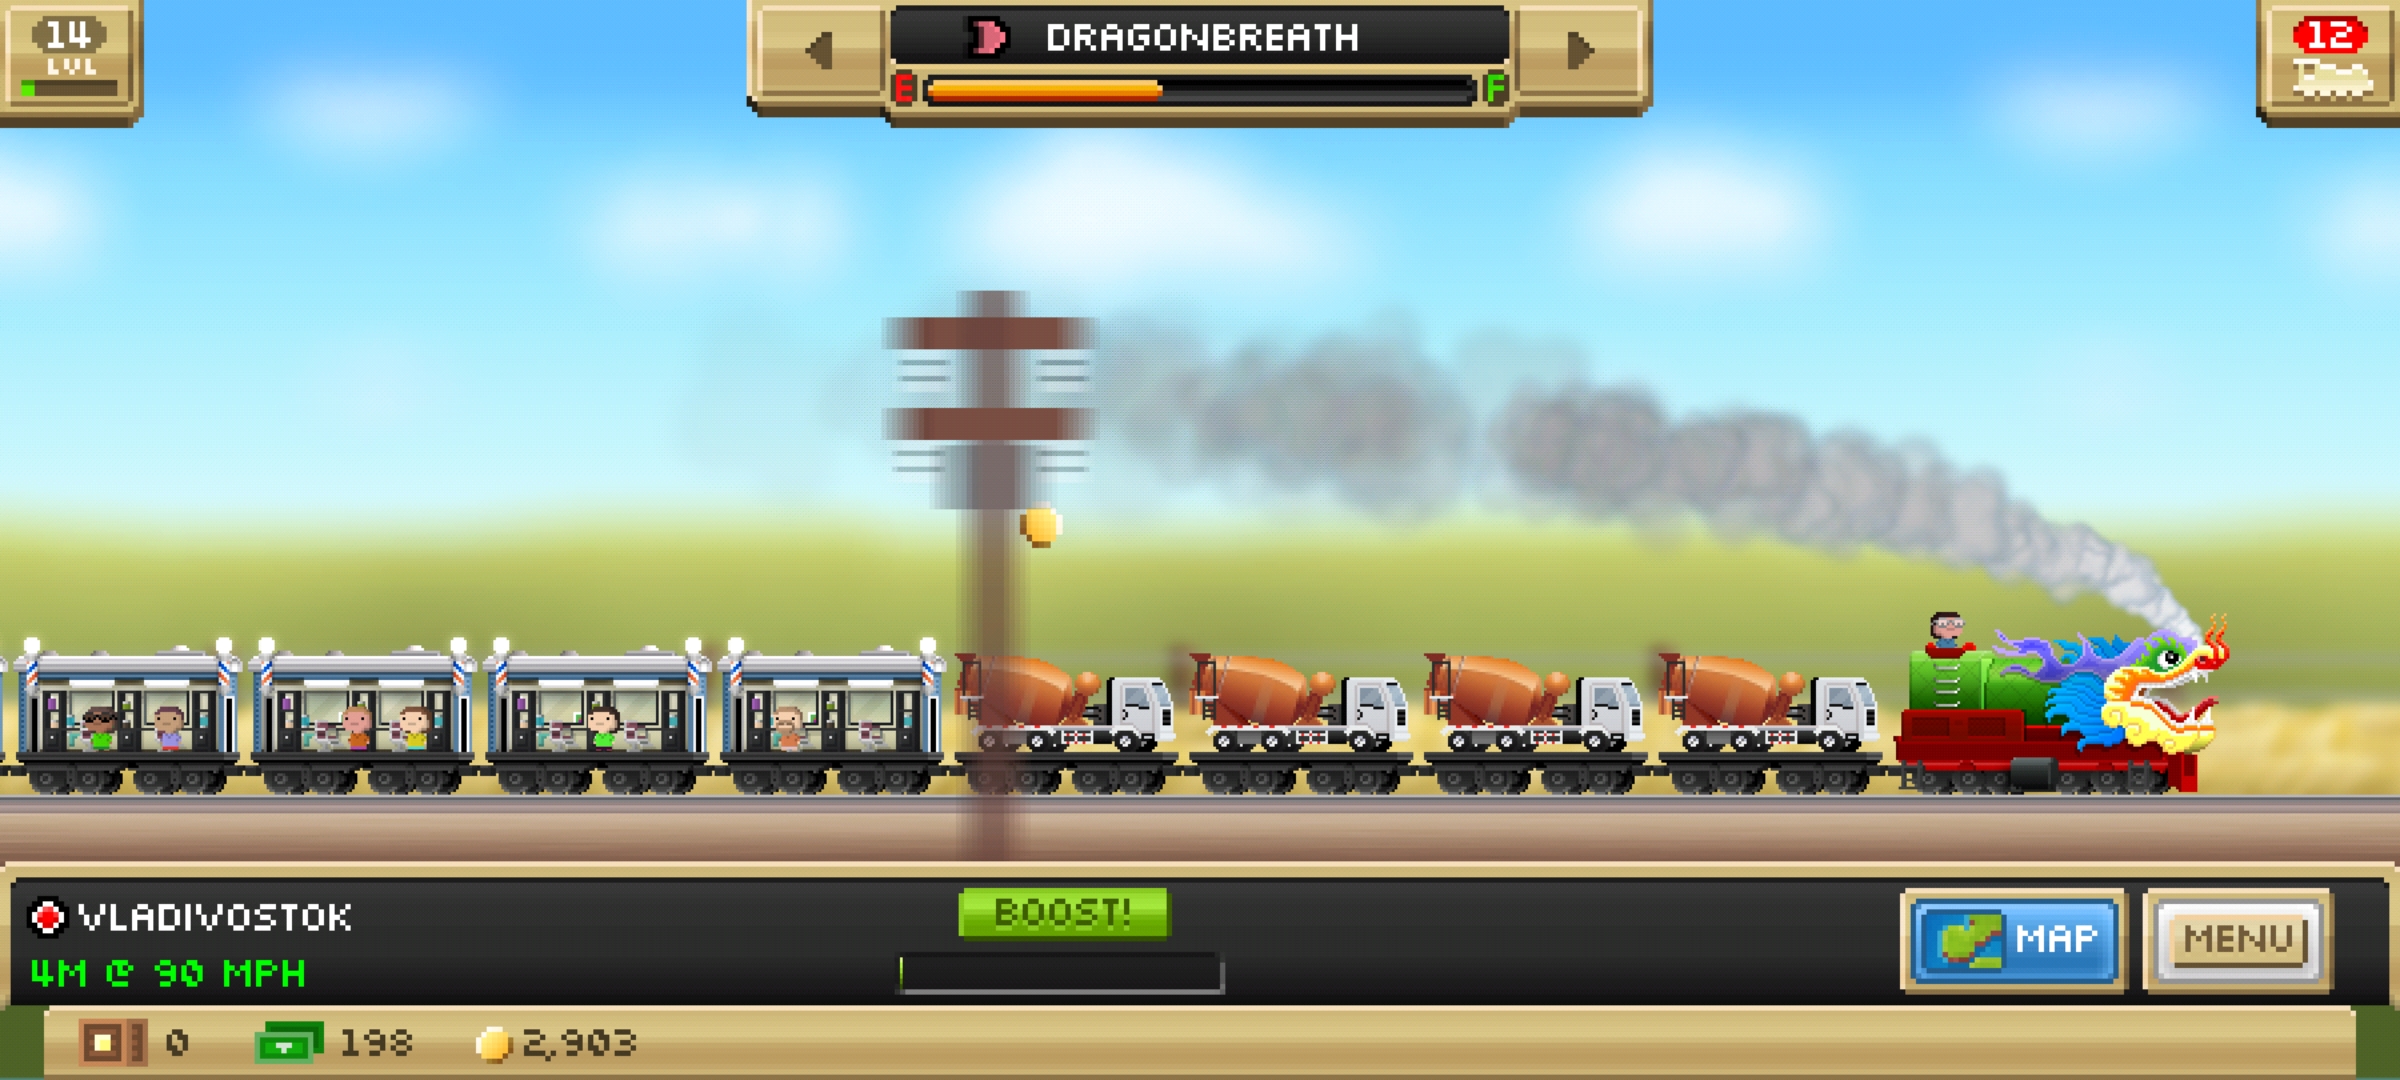 14
LVL
DRAGONBREATH
E F
12
VLADIVOSTOK
4M @ 90 MPH
BOOST!
MAP
MENU
0
198
2,903